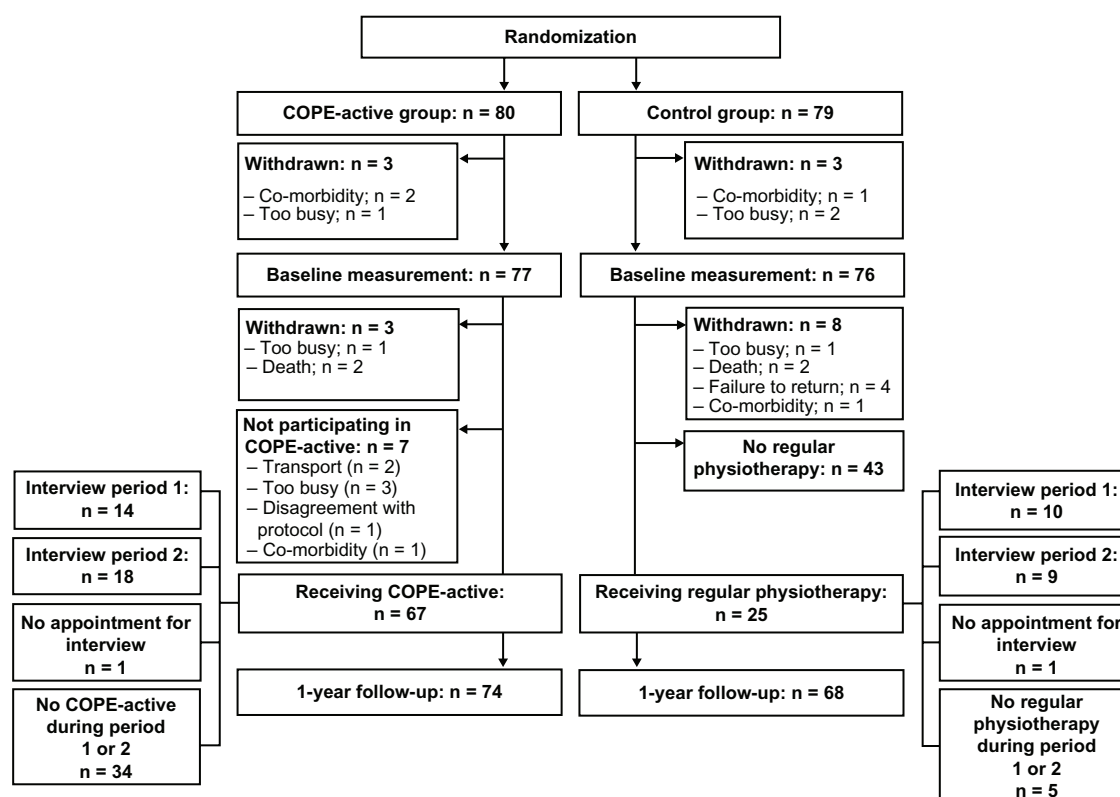 Randomization
COPE-active group: n = 80
Control group: n = 79
Withdrawn: n = 3
– Co-morbidity; n = 2
– Too busy; n = 1
Withdrawn: n = 3
– Co-morbidity; n = 1
– Too busy; n = 2
Baseline measurement: n = 77
Baseline measurement: n = 76
Withdrawn: n = 3
– Too busy; n = 1
– Death; n = 2
Withdrawn: n = 8
– Too busy; n = 1
– Death; n = 2
– Failure to return; n = 4
– Co-morbidity; n = 1
Not participating in
COPE-active: n = 7
– Transport (n = 2)
– Too busy (n = 3)
– Disagreement with
protocol (n = 1)
– Co-morbidity (n = 1)
No regular
physiotherapy: n = 43
Interview period 1:
n = 14
Interview period 2:
n = 18
No appointment for
interview
n = 1
No COPE-active
during period
1 or 2
n = 34
Receiving COPE-active:
n = 67
Receiving regular physiotherapy:
n = 25
Interview period 1:
n = 10
Interview period 2:
n = 9
No appointment for
interview
n = 1
No regular
physiotherapy
during period
1 or 2
n = 5
1-year follow-up: n = 74
1-year follow-up: n = 68